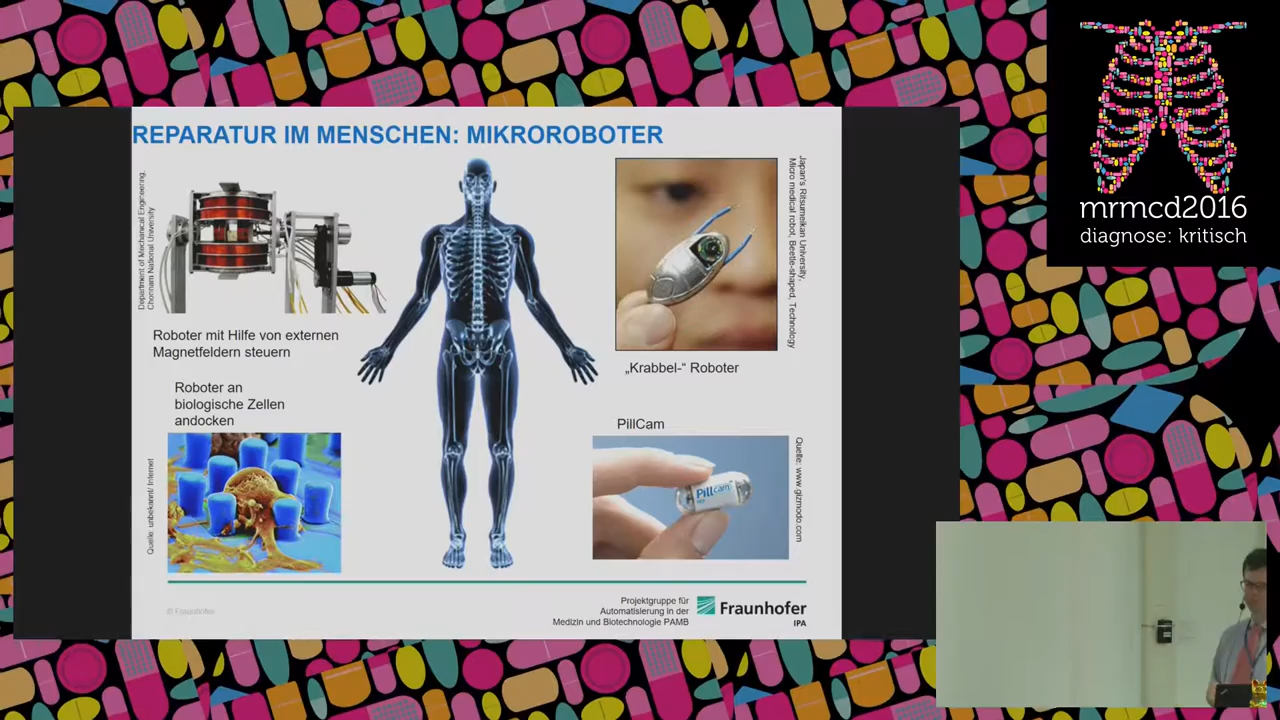 REPARATUR IM MENSCHEN: MIKROROBOTER
Department of Mechanical Engineering,
Chonnam National University
Roboter mit Hilfe von externen
Magnetfeldern steuern
Japan's Ritsumeikan University,
Micro medical robot, Beetle-shaped, Technology
„Krabbel-“ Roboter
Roboter an
biologische Zellen
andocken
Quelle: unbekannt/ Internet
PillCam
Pillcam
Quelle: www.gizmodo.com
© Fraunhofer
Projektgruppe für
Automatisierung in der
Medizin und Biotechnologie PAMB
Fraunhofer
IPA
mrmcd2016
diagnose: kritisch